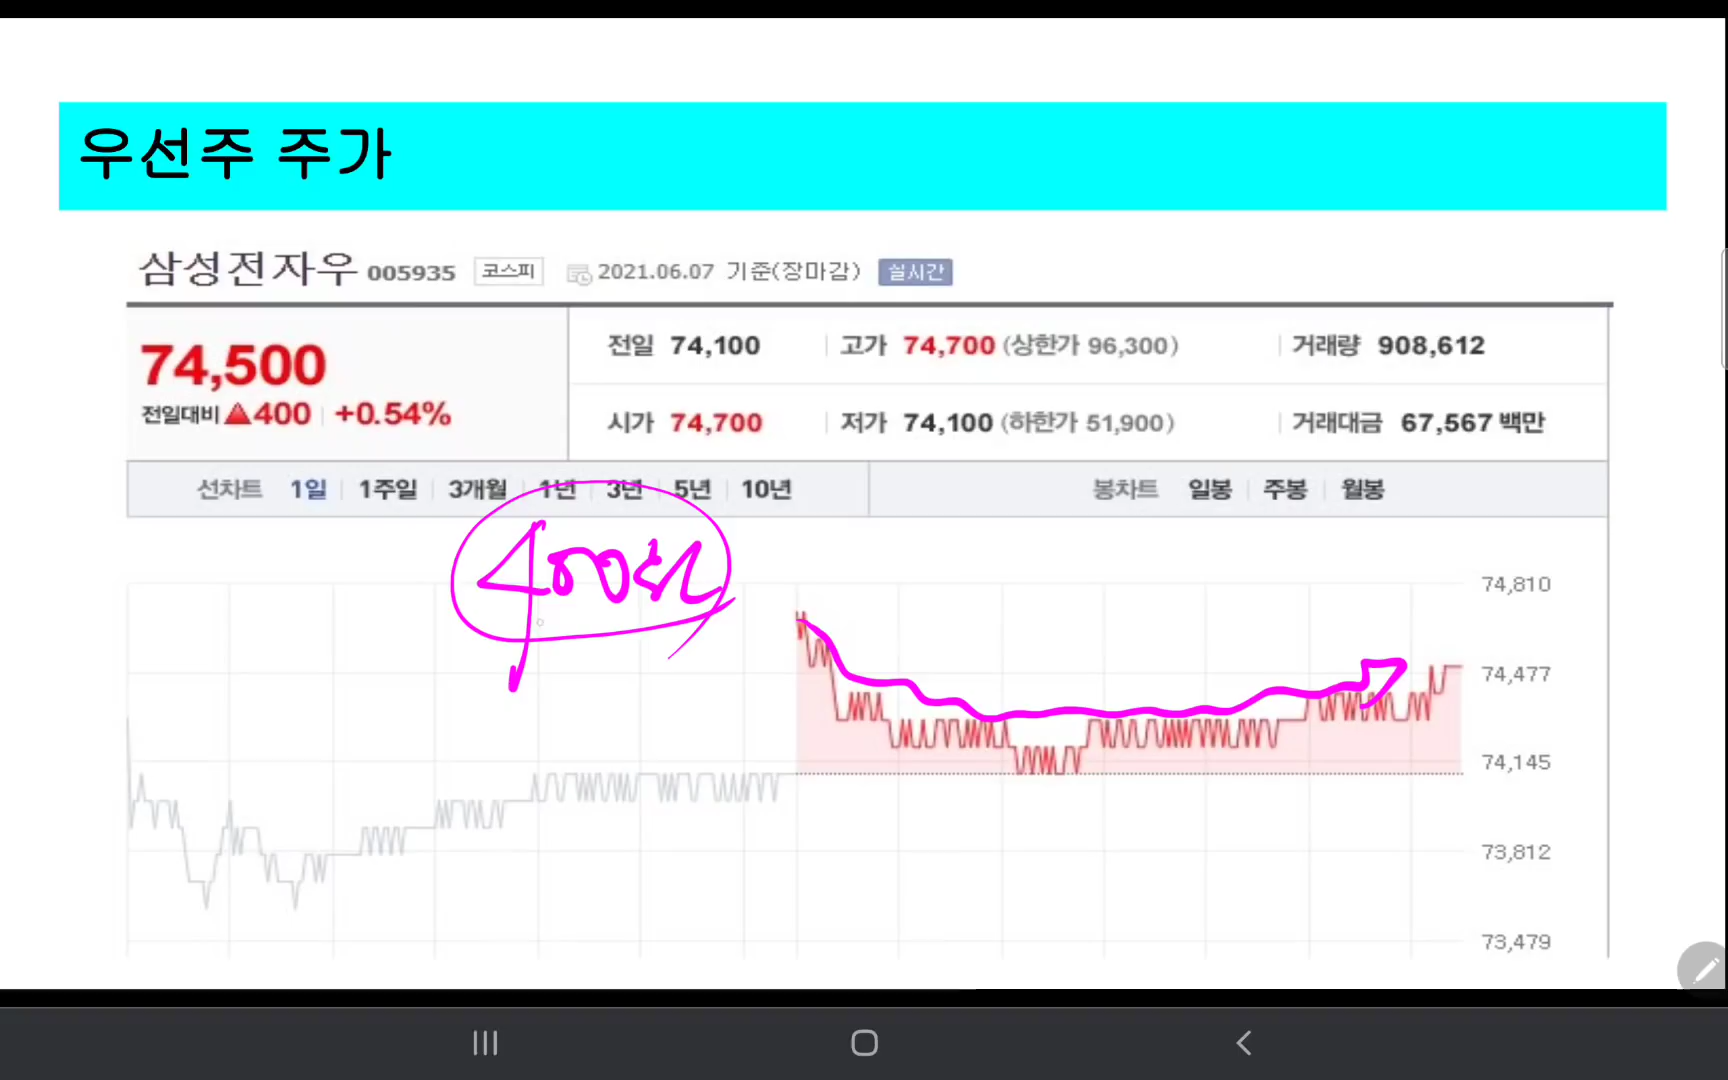 우선주 주가
삼성전자우 005935 코스피 2021.06.07 기준(장마감) 실시간
74,500
전일대비 ▲400 +0.54%
전일 74,100 고가 74,700 (상한가 96,300) 거래량 908,612
시가 74,700 저가 74,100 (하한가 51,900) 거래대금 67,567 백만
선차트 1일 1주일 3개월 1년 3년 5년 10년 봉차트 일봉 주봉 월봉
74,810
74,477
74,145
73,812
73,479